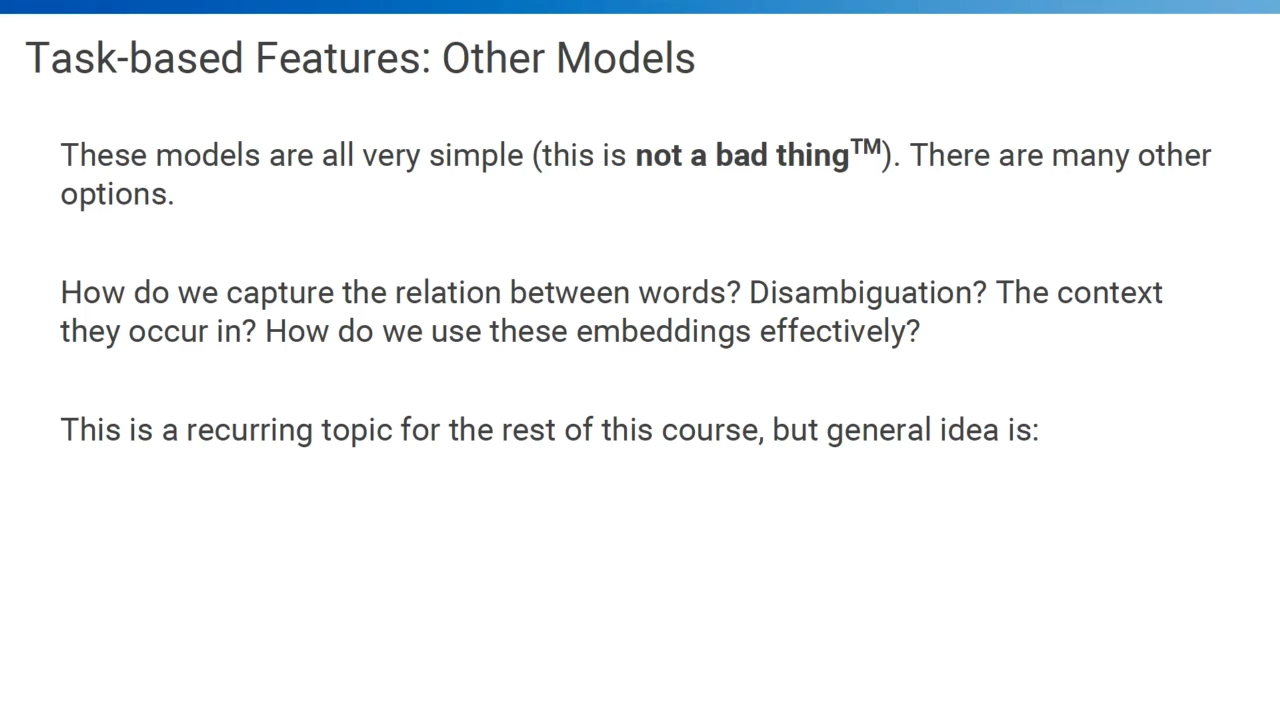 Task-based Features: Other Models
These models are all very simple (this is not a bad thing™). There are many other
options.
How do we capture the relation between words? Disambiguation? The context
they occur in? How do we use these embeddings effectively?
This is a recurring topic for the rest of this course, but general idea is: